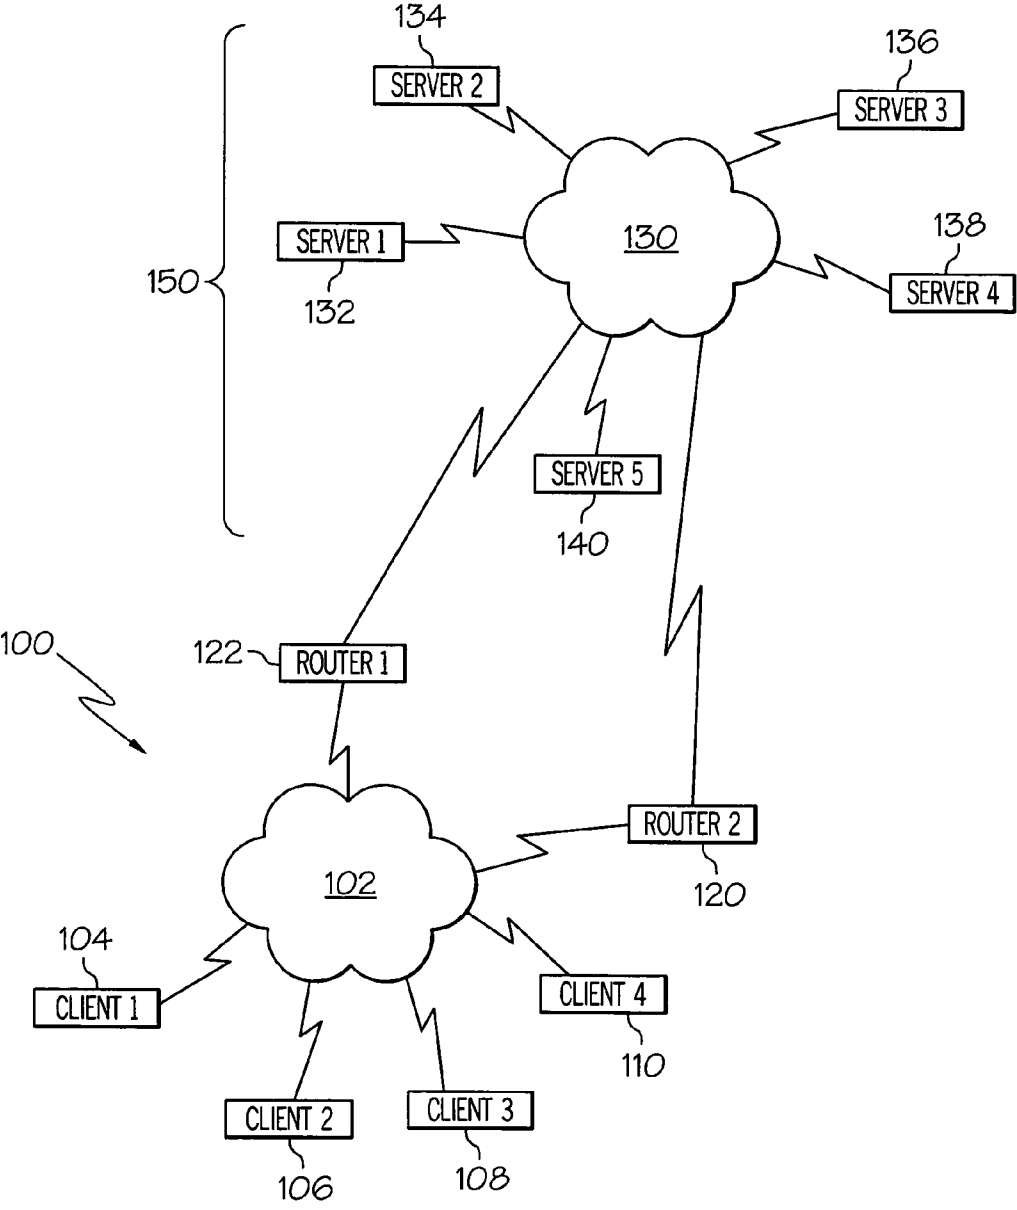 134
SERVER 2
136
SERVER 3
130
138
SERVER 1
132
150
SERVER 4
SERVER 5
140
100
122
ROUTER 1
ROUTER 2
120
102
104
CLIENT 1
CLIENT 4
110
CLIENT 2
106
CLIENT 3
108